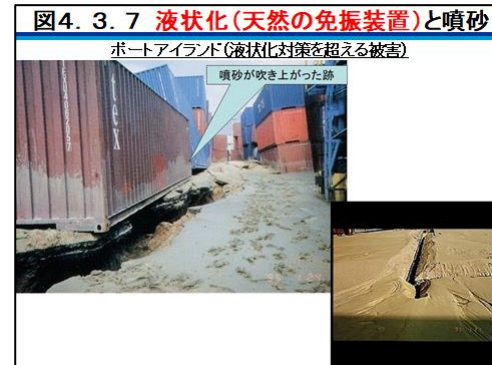 図4．3．7 液状化(天然の免振装置)と噴砂
ポートアイランド(液状化対策を超える被害)
噴砂が吹き上がった跡
tex